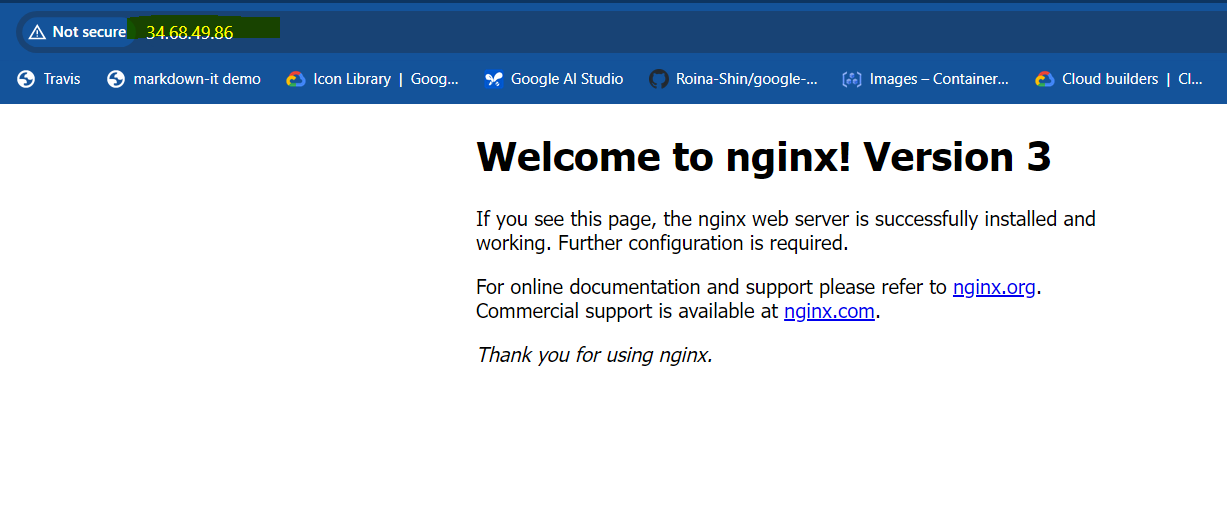 Not secure 34.68.49.86
Travis markdown-it demo Icon Library | Goog... Google AI Studio Roina-Shin/google-... Images – Container... Cloud builders | Cl...
Welcome to nginx! Version 3
If you see this page, the nginx web server is successfully installed and
working. Further configuration is required.
For online documentation and support please refer to nginx.org.
Commercial support is available at nginx.com.
Thank you for using nginx.